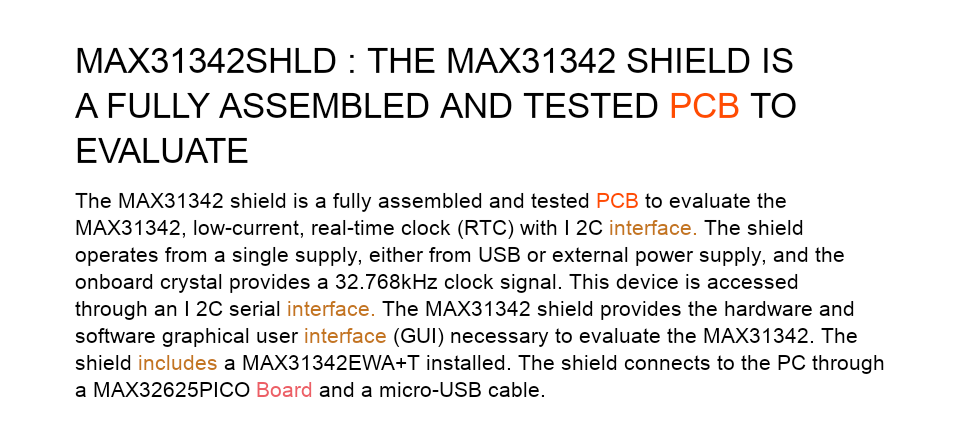 MAX31342SHLD : THE MAX31342 SHIELD IS
A FULLY ASSEMBLED AND TESTED PCB TO
EVALUATE
The MAX31342 shield is a fully assembled and tested PCB to evaluate the
MAX31342, low-current, real-time clock (RTC) with I 2C interface. The shield
operates from a single supply, either from USB or external power supply, and the
onboard crystal provides a 32.768kHz clock signal. This device is accessed
through an I 2C serial interface. The MAX31342 shield provides the hardware and
software graphical user interface (GUI) necessary to evaluate the MAX31342. The
shield includes a MAX31342EWA+T installed. The shield connects to the PC through
a MAX32625PICO Board and a micro-USB cable.